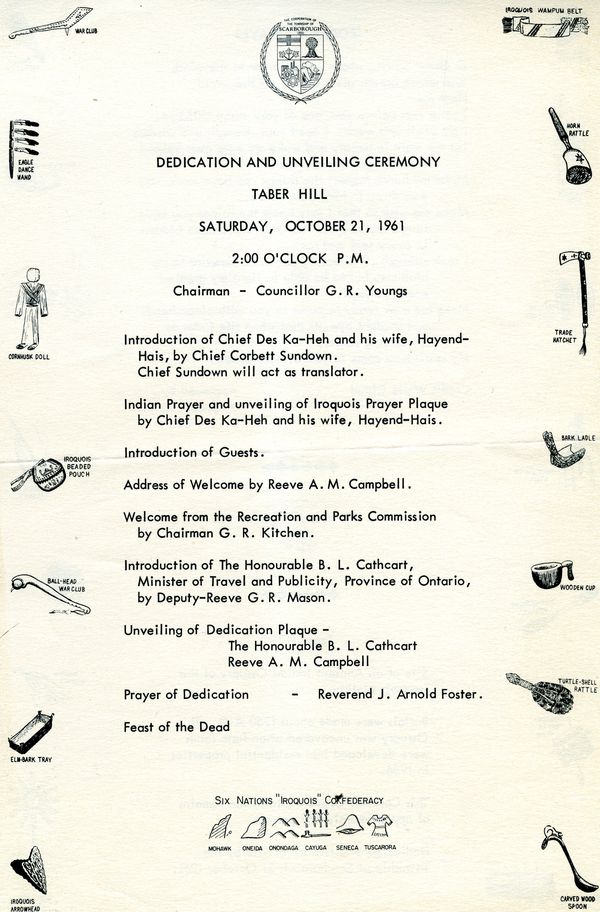 WAR CLUB
THE CORPORATION OF
THE TOWNSHIP OF
SCARBOROUGH
IROQUOIS WAMPUM BELT
EAGLE
DANCE
WAND
HORN
RATTLE
DEDICATION AND UNVEILING CEREMONY
TABER HILL
SATURDAY, OCTOBER 21, 1961
2:00 O'CLOCK P.M.
Chairman - Councillor G. R. Youngs
CORNHUSK DOLL
TRADE
HATCHET
Introduction of Chief Des Ka-Heh and his wife, Hayend-
Hais, by Chief Corbett Sundown.
Chief Sundown will act as translator.
Indian Prayer and unveiling of Iroquois Prayer Plaque
by Chief Des Ka-Heh and his wife, Hayend-Hais.
Introduction of Guests.
IROQUOIS
BEADED
POUCH
BARK LADLE
Address of Welcome by Reeve A. M. Campbell.
Welcome from the Recreation and Parks Commission
by Chairman G. R. Kitchen.
Introduction of The Honourable B. L. Cathcart,
Minister of Travel and Publicity, Province of Ontario,
by Deputy-Reeve G. R. Mason.
BALL-HEAD
WAR CLUB
WOODEN CUP
Unveiling of Dedication Plaque -
The Honourable B. L. Cathcart
Reeve A. M. Campbell
Prayer of Dedication - Reverend J. Arnold Foster.
TURTLE-SHELL
RATTLE
Feast of the Dead
ELM-BARK TRAY
SIX NATIONS "IROQUOIS" CONFEDERACY
MOHAWK ONEIDA ONONDAGA CAYUGA SENECA TUSCARORA
IROQUOIS
ARROWHEAD
CARVED WOOD
SPOON